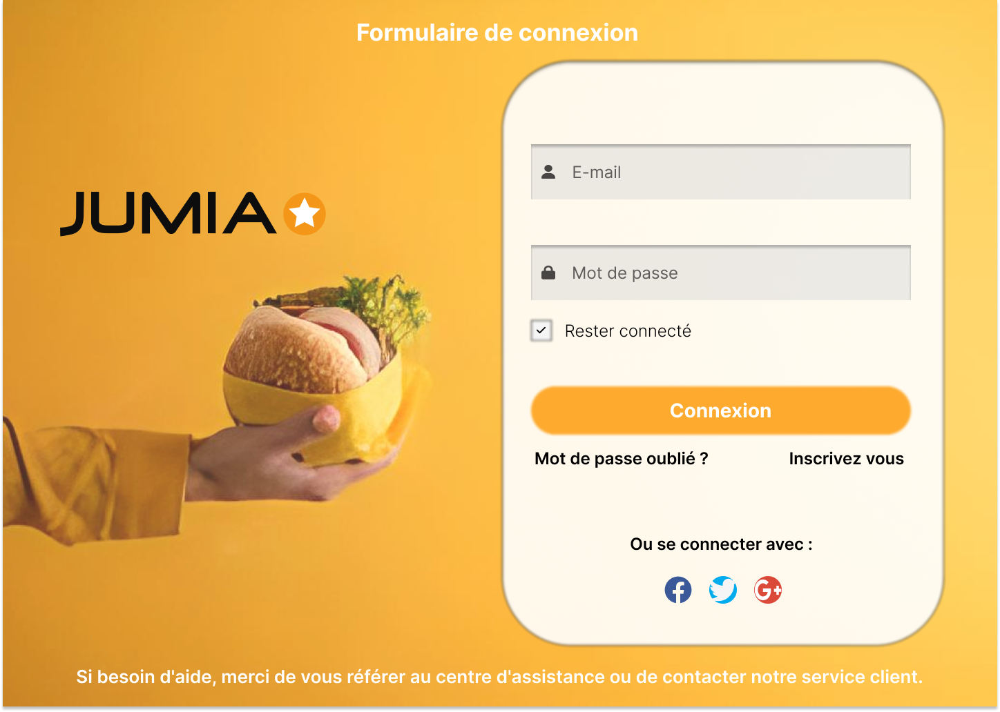 Formulaire de connexion
JUMIA
E-mail
Mot de passe
Rester connecté
Connexion
Mot de passe oublié ?
Inscrivez vous
Ou se connecter avec :
Si besoin d'aide, merci de vous référer au centre d'assistance ou de contacter notre service client.